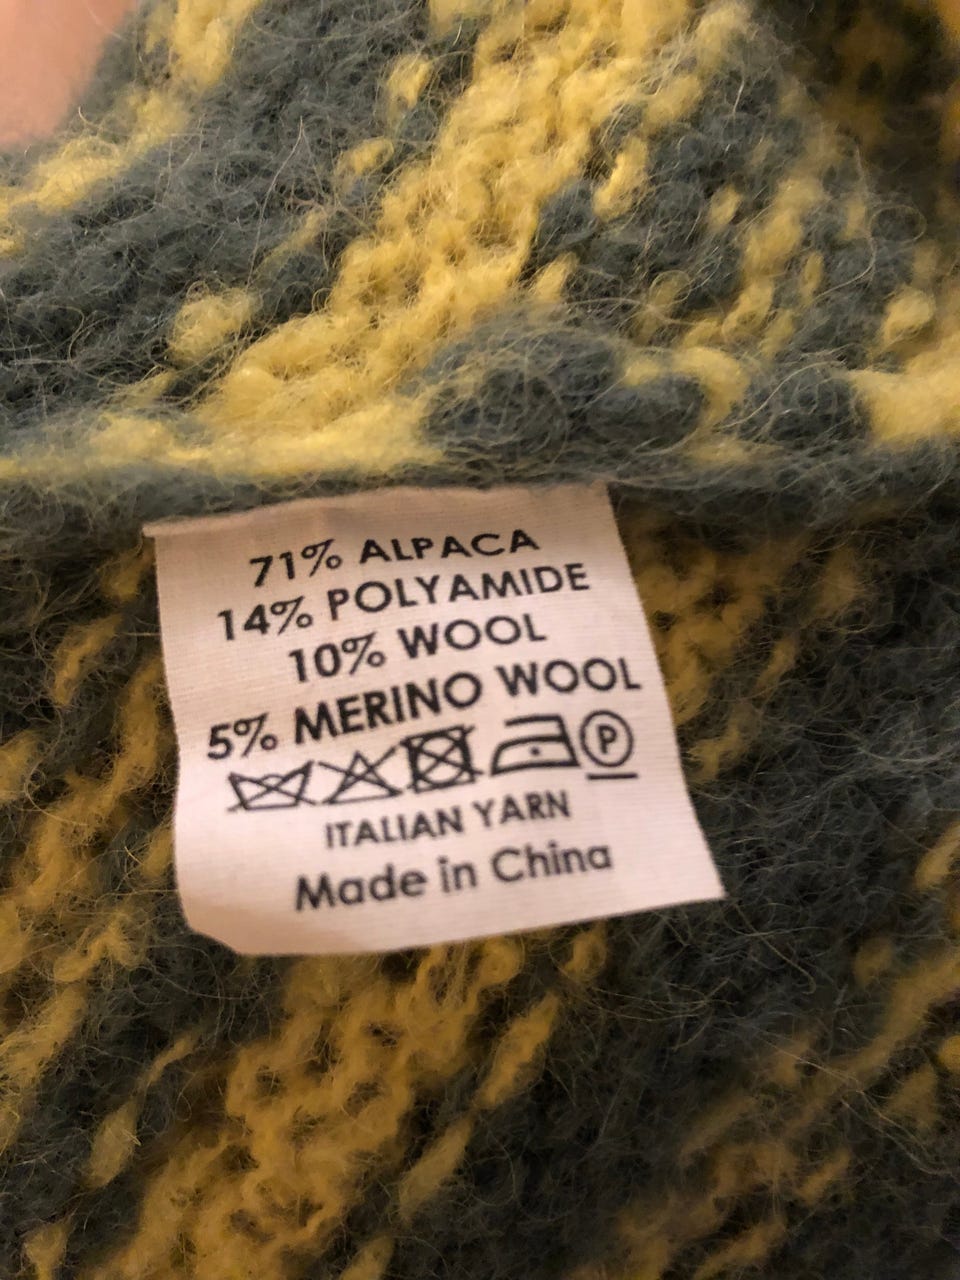 71% ALPACA
14% POLYAMIDE
10% WOOL
5% MERINO WOOL
P
ITALIAN YARN
Made in China